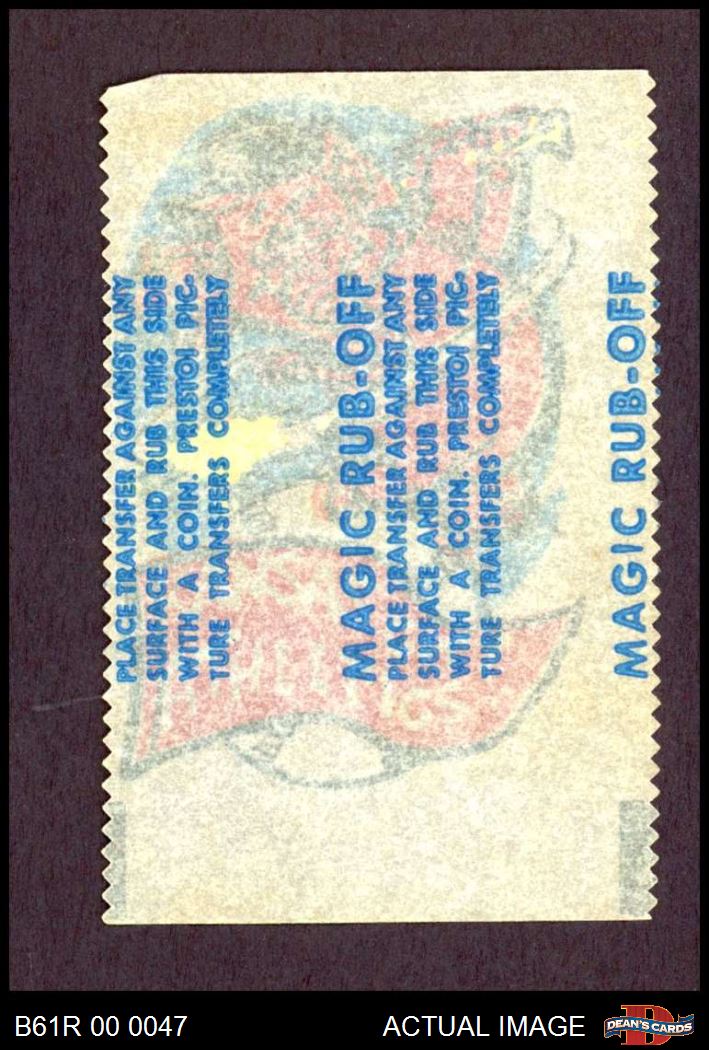 PLACE TRANSFER AGAINST ANY
SURFACE AND RUB THIS SIDE
WITH A COIN. PRESTO! PIC-
TURE TRANSFERS COMPLETELY
MAGIC RUB-OFF
PLACE TRANSFER AGAINST ANY
SURFACE AND RUB THIS SIDE
WITH A COIN. PRESTO! PIC-
TURE TRANSFERS COMPLETELY
MAGIC RUB-OFF
B61R 00 0047
ACTUAL IMAGE
DEAN'S CARDS